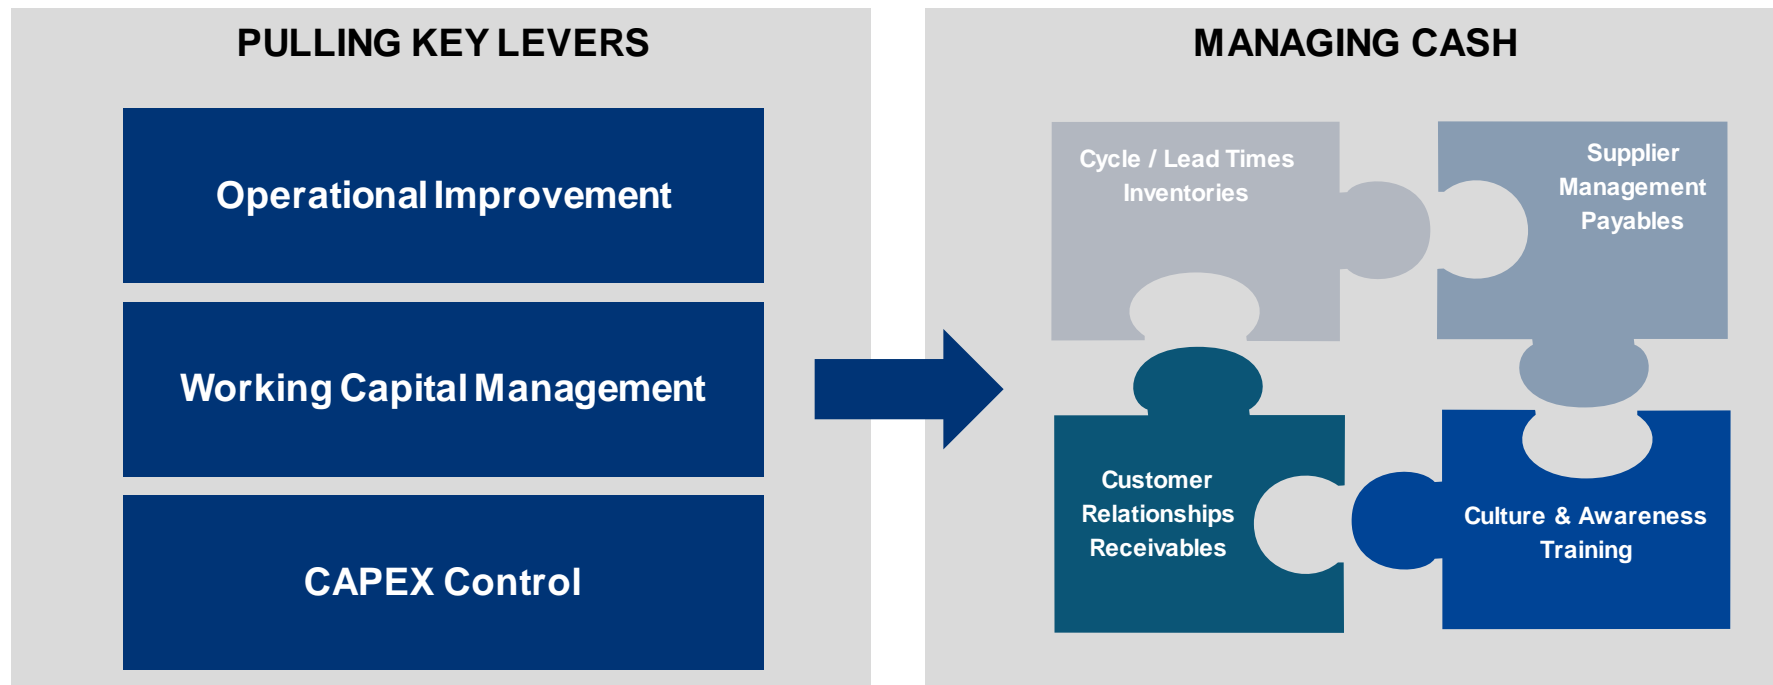 PULLING KEY LEVERS
Operational Improvement
Working Capital Management
CAPEX Control
MANAGING CASH
Cycle / Lead Times
Inventories
Supplier
Management
Payables
Customer
Relationships
Receivables
Culture & Awareness
Training